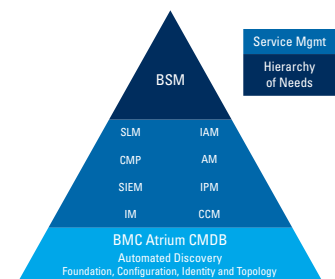 Service Mgmt
Hierarchy
of Needs
BSM
SLM IAM
CMP AM
SIEM IPM
IM CCM
BMC Atrium CMDB
Automated Discovery
Foundation, Configuration, Identity and Topology